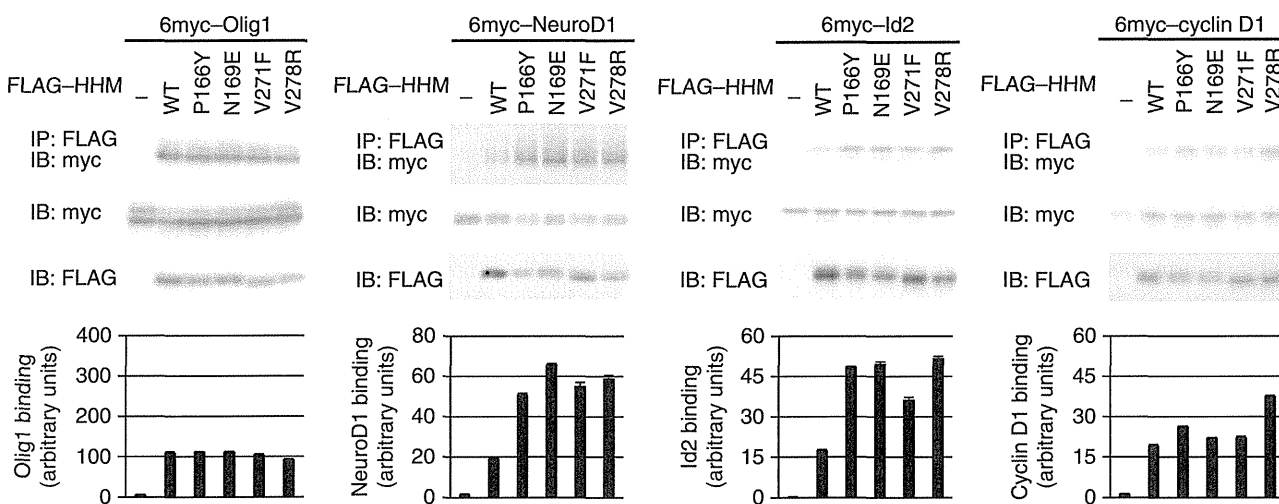 6myc–Olig1
FLAG–HHM
–
WT
P166Y
N169E
V271F
V278R
IP: FLAG
IB: myc
IB: myc
IB: FLAG
Olig1 binding
(arbitrary units)
400
300
200
100
0
6myc–NeuroD1
FLAG–HHM
–
WT
P166Y
N169E
V271F
V278R
IP: FLAG
IB: myc
IB: myc
IB: FLAG
NeuroD1 binding
(arbitrary units)
80
60
40
20
0
6myc–Id2
FLAG–HHM
–
WT
P166Y
N169E
V271F
V278R
IP: FLAG
IB: myc
IB: myc
IB: FLAG
Id2 binding
(arbitrary units)
60
45
30
15
0
6myc–cyclin D1
FLAG–HHM
–
WT
P166Y
N169E
V271F
V278R
IP: FLAG
IB: myc
IB: myc
IB: FLAG
Cyclin D1 binding
(arbitrary units)
60
45
30
15
0